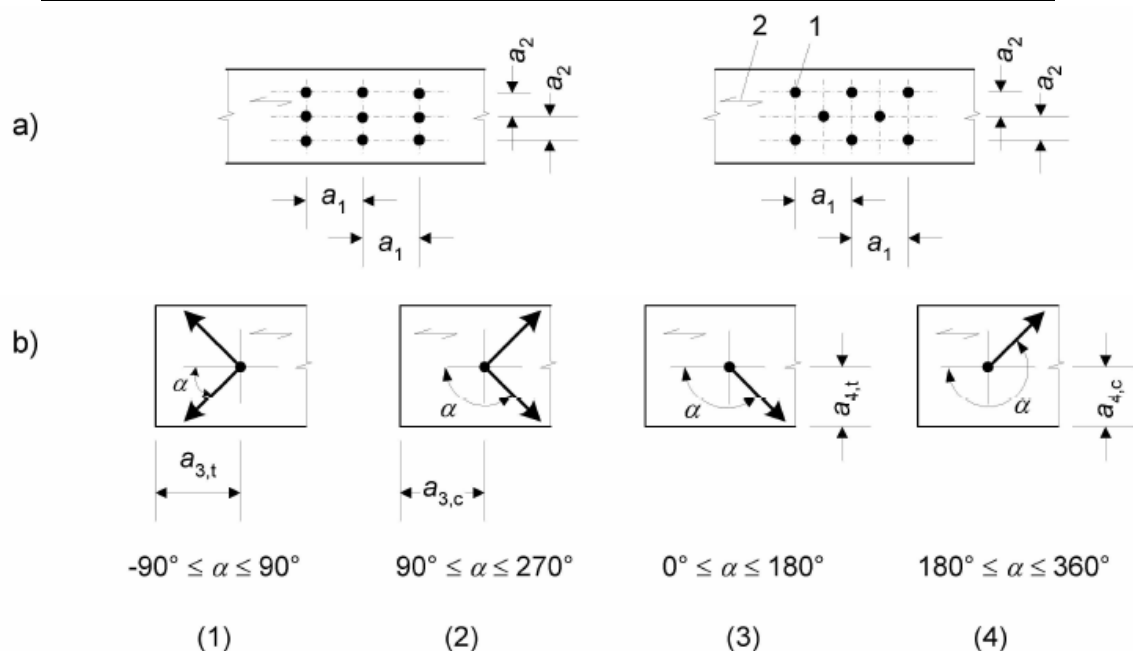 2 1
a2 a2 a2 a2
a)
a1 a1
a1 a1
b)
α α α a4,t α a4,c
a3,t a3,c
-90° ≤ α ≤ 90° 90° ≤ α ≤ 270° 0° ≤ α ≤ 180° 180° ≤ α ≤ 360°
(1) (2) (3) (4)